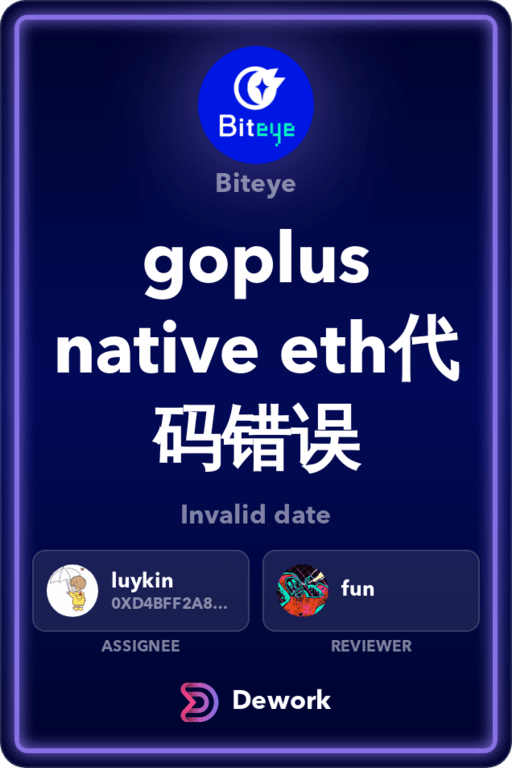 Biteye
Biteye
goplus
native eth代
码错误
Invalid date
luykin
0XD4BFF2A8...
fun
ASSIGNEE
REVIEWER
Dework